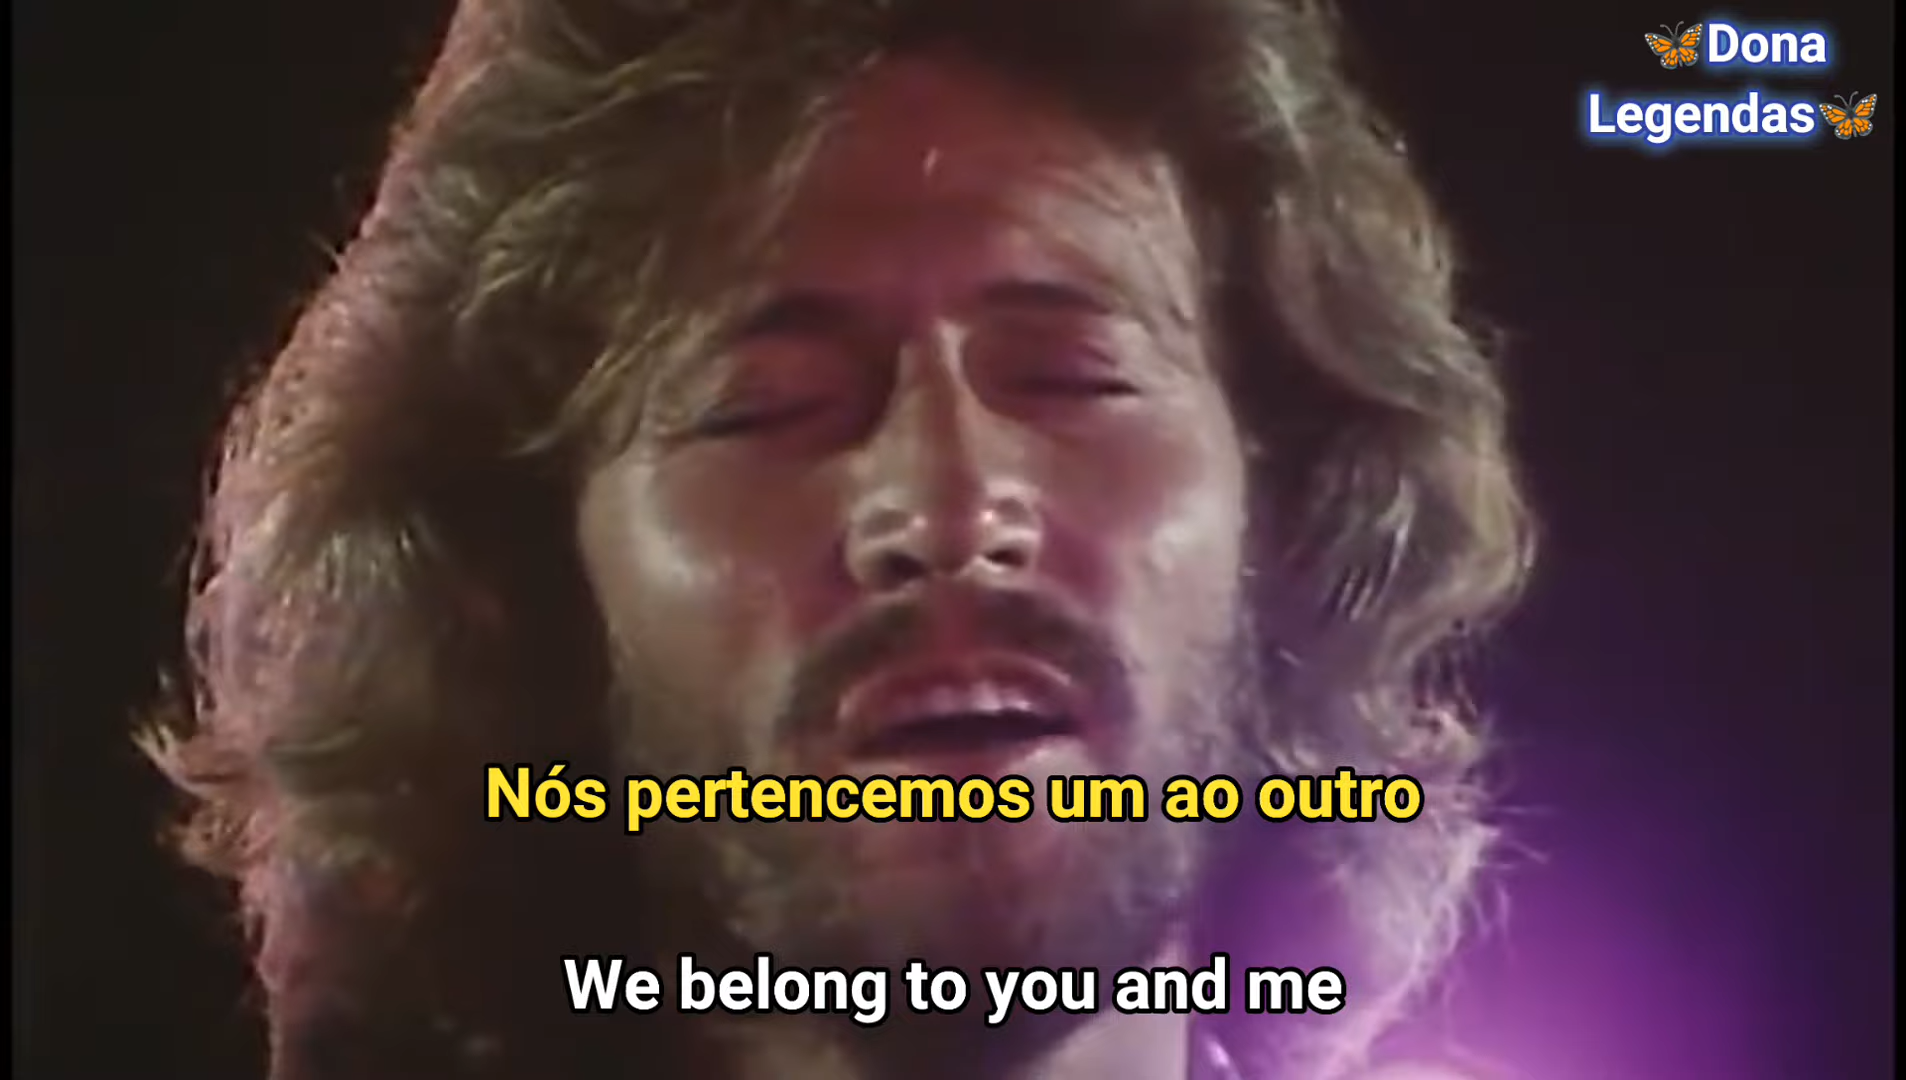 🦋Dona
Legendas🦋
Nós pertencemos um ao outro
We belong to you and me